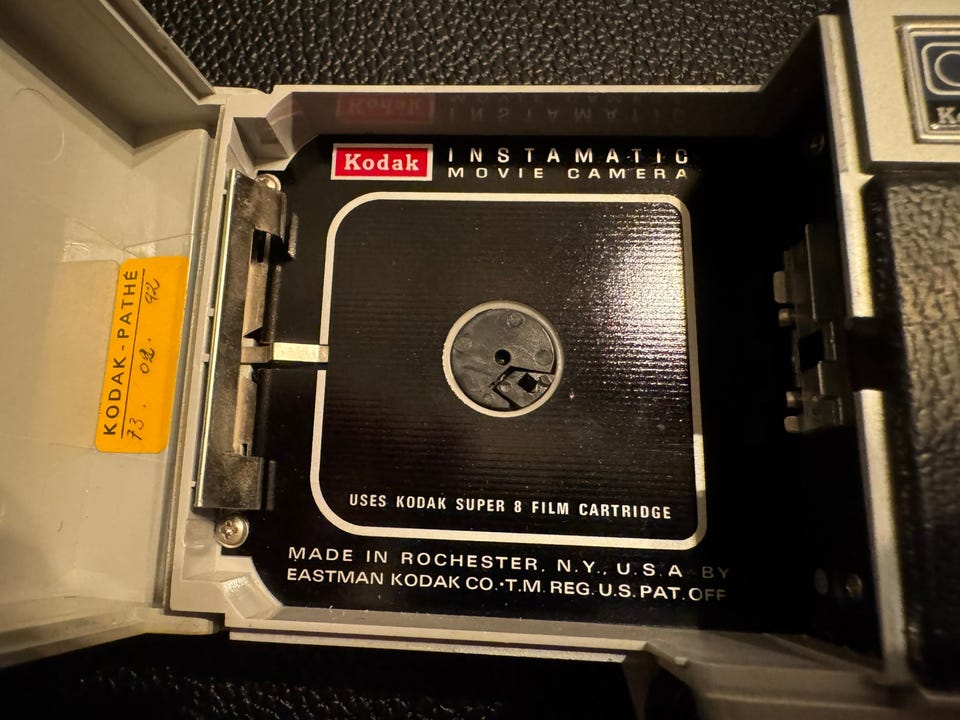 Kodak
INSTAMATIC
MOVIE CAMERA
USES KODAK SUPER 8 FILM CARTRIDGE
MADE IN ROCHESTER, N.Y., U.S.A BY
EASTMAN KODAK CO.·T.M. REG. U.S. PAT. OFF
KODAK-PATHÉ
73. 02. 92